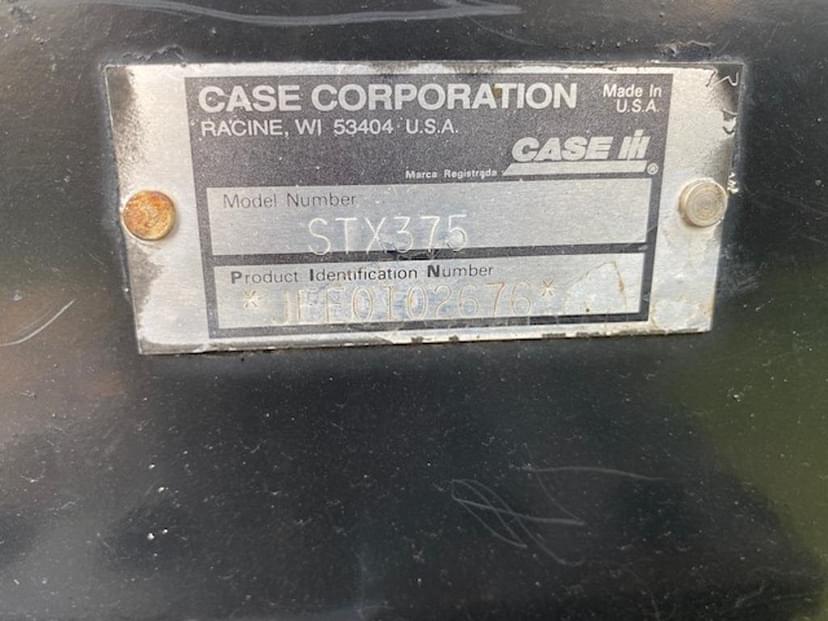 CASE CORPORATION
Made In
U.S.A.
RACINE, WI 53404 U.S.A.
CASE IH
Marca Registrada
®
Model Number
STX375
Product Identification Number
*JEE0102676*